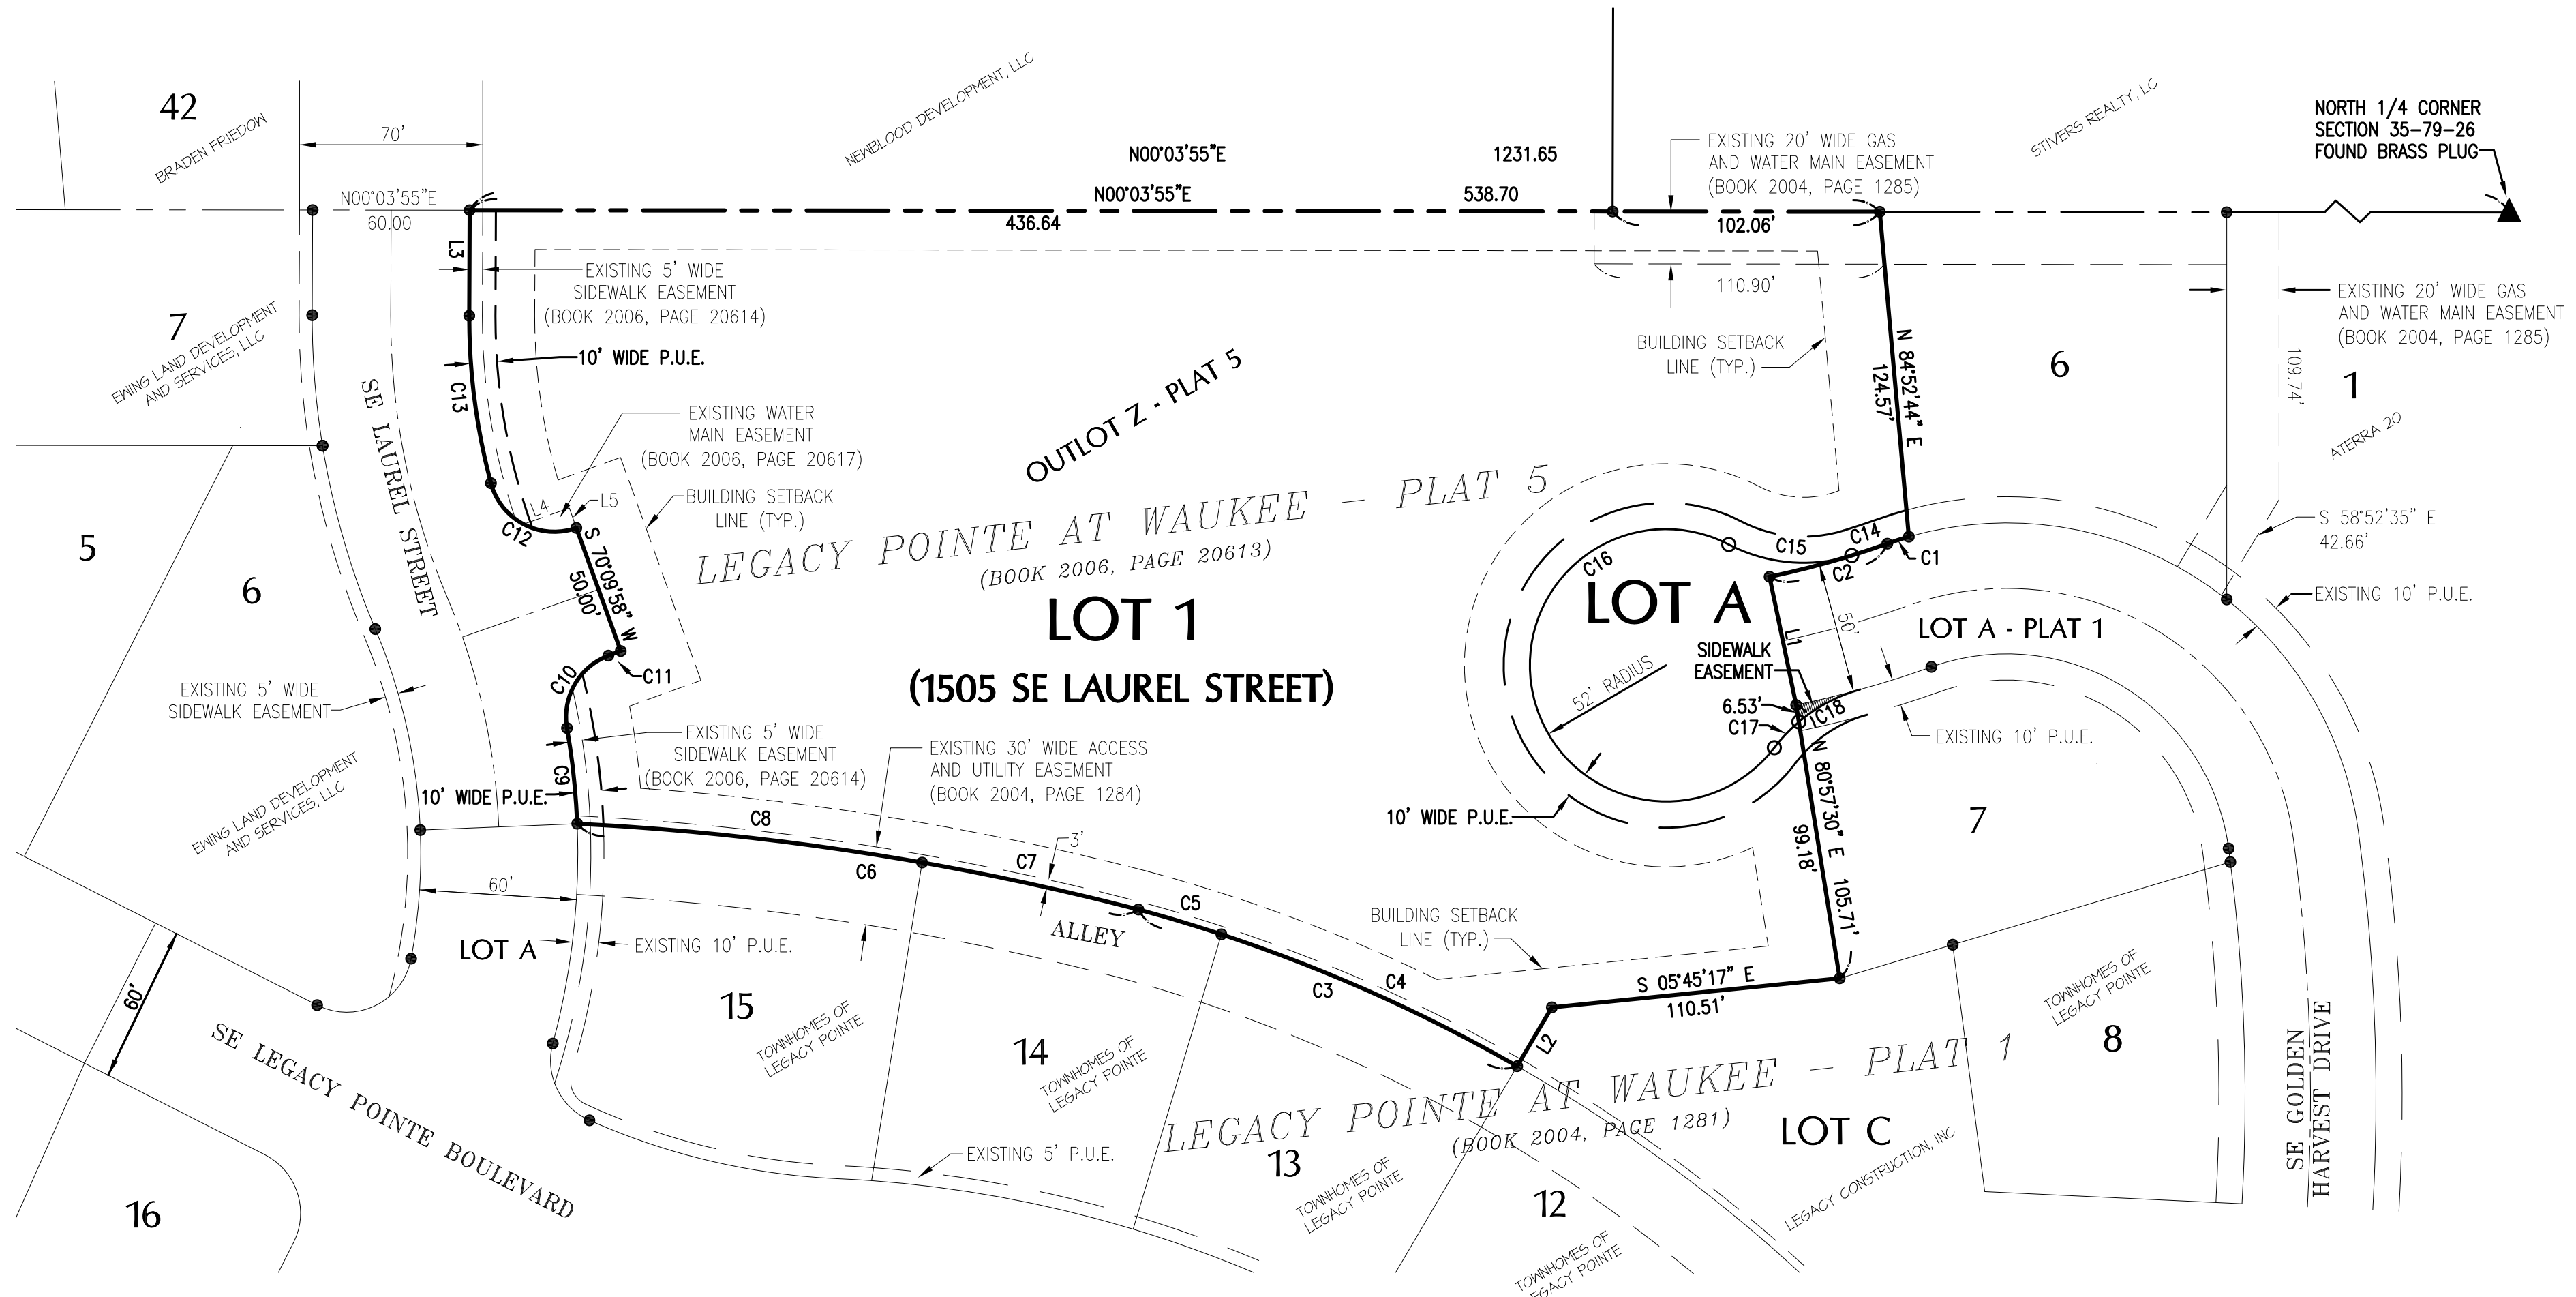 42
BRADEN FRIEDOW
70'
N00°03'55"E
60.00
NEWBLOOD DEVELOPMENT, LLC
N00°03'55"E
1231.65
N00°03'55"E
538.70
436.64
102.06'
EXISTING 20' WIDE GAS
AND WATER MAIN EASEMENT
(BOOK 2004, PAGE 1285)
STIVERS REALTY, LC
NORTH 1/4 CORNER
SECTION 35-79-26
FOUND BRASS PLUG
110.90'
L3
EXISTING 5' WIDE
SIDEWALK EASEMENT
(BOOK 2006, PAGE 20614)
7
EWING LAND DEVELOPMENT
AND SERVICES, LLC
10' WIDE P.U.E.
C13
SE LAUREL STREET
EXISTING WATER
MAIN EASEMENT
(BOOK 2006, PAGE 20617)
L4
L5
C12
BUILDING SETBACK
LINE (TYP.)
OUTLOT Z - PLAT 5
LEGACY POINTE AT WAUKEE - PLAT 5
(BOOK 2006, PAGE 20613)
LOT 1
(1505 SE LAUREL STREET)
BUILDING SETBACK
LINE (TYP.)
N 84°52'44" E
124.57'
6
1
109.74'
EXISTING 20' WIDE GAS
AND WATER MAIN EASEMENT
(BOOK 2004, PAGE 1285)
ATERRA 20
S 58°52'35" E
42.66'
EXISTING 10' P.U.E.
C14
C15
C16
C1
C2
LOT A
50'
L1
LOT A - PLAT 1
SIDEWALK
EASEMENT
52' RADIUS
6.53'
C17
C18
EXISTING 10' P.U.E.
10' WIDE P.U.E.
N 80°57'30" E
99.18'
105.71'
7
5
6
S 70°09'58" W
50.00'
C10
C11
EXISTING 5' WIDE
SIDEWALK EASEMENT
EWING LAND DEVELOPMENT
AND SERVICES, LLC
EXISTING 5' WIDE
SIDEWALK EASEMENT
(BOOK 2006, PAGE 20614)
C9
10' WIDE P.U.E.
EXISTING 30' WIDE ACCESS
AND UTILITY EASEMENT
(BOOK 2004, PAGE 1284)
C8
C6
C7
3'
C5
C3
C4
ALLEY
60'
LOT A
EXISTING 10' P.U.E.
BUILDING SETBACK
LINE (TYP.)
S 05°45'17" E
110.51'
L2
60'
SE LEGACY POINTE BOULEVARD
16
15
TOWNHOMES OF
LEGACY POINTE
14
TOWNHOMES OF
LEGACY POINTE
EXISTING 5' P.U.E.
LEGACY POINTE AT WAUKEE - PLAT 1
(BOOK 2004, PAGE 1281)
13
TOWNHOMES OF
LEGACY POINTE
12
TOWNHOMES OF
LEGACY POINTE
LOT C
LEGACY CONSTRUCTION, INC
TOWNHOMES OF
LEGACY POINTE
8
SE GOLDEN
HARVEST DRIVE